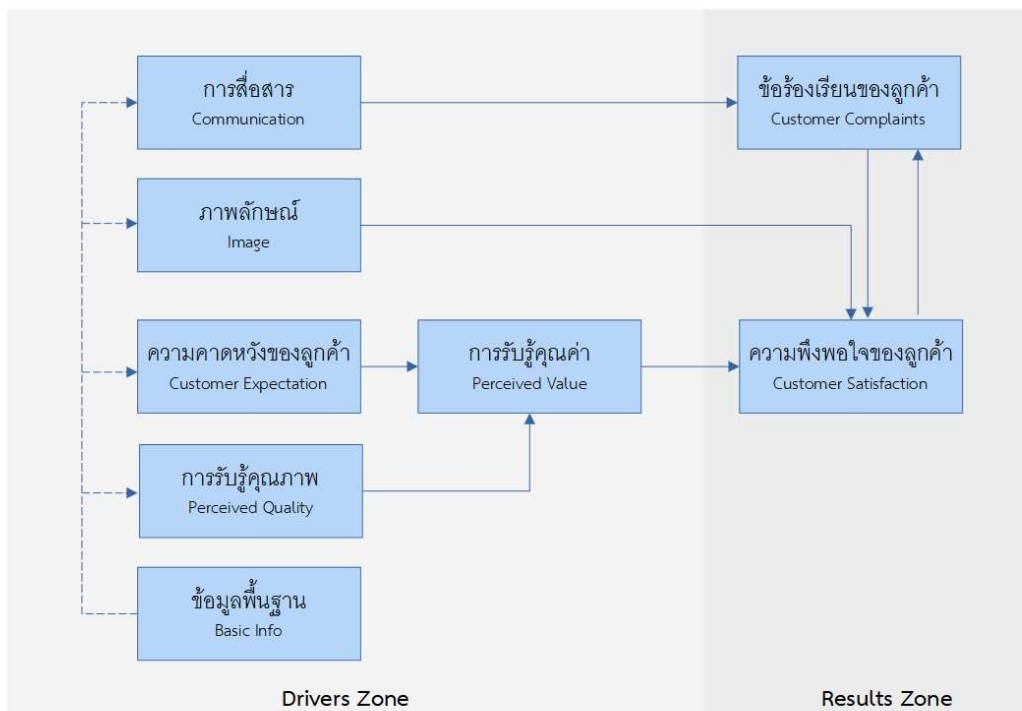 การสื่อสาร
Communication
ข้อร้องเรียนของลูกค้า
Customer Complaints
ภาพลักษณ์
Image
ความคาดหวังของลูกค้า
Customer Expectation
การรับรู้คุณค่า
Perceived Value
ความพึงพอใจของลูกค้า
Customer Satisfaction
การรับรู้คุณภาพ
Perceived Quality
ข้อมูลพื้นฐาน
Basic Info
Drivers Zone
Results Zone